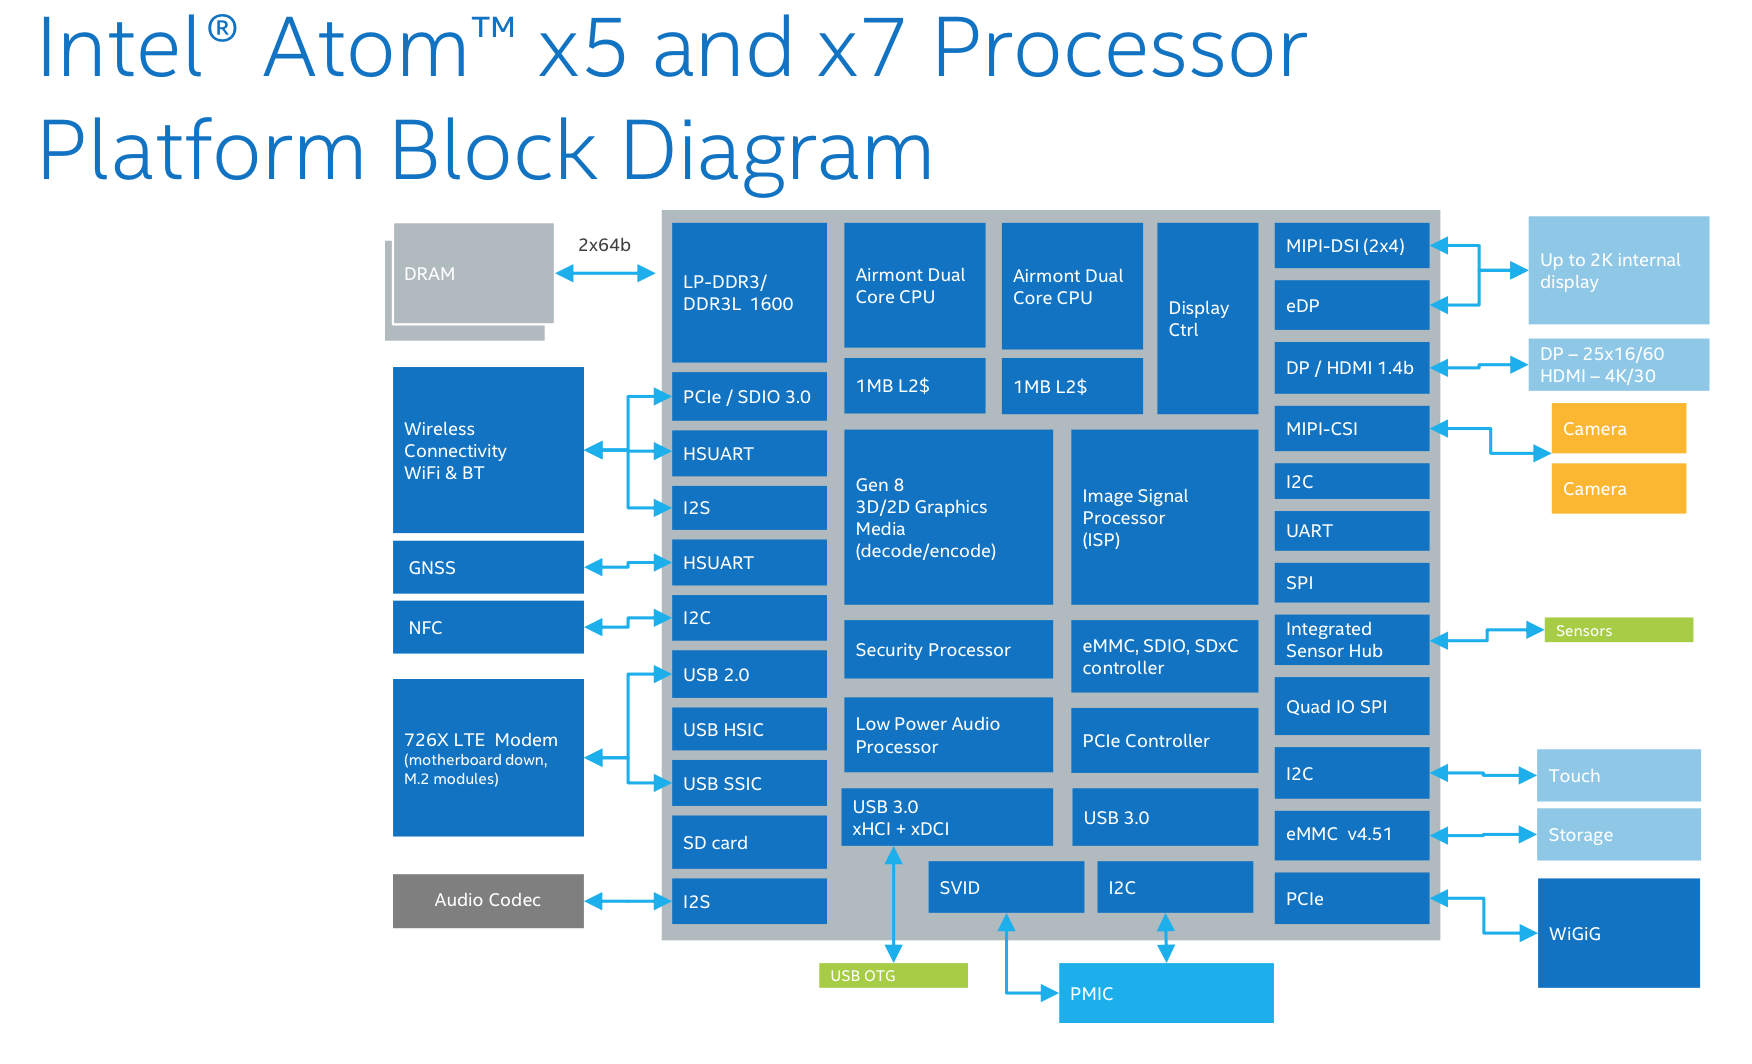 Intel® Atom™ x5 and x7 Processor
Platform Block Diagram
DRAM
2x64b
Wireless
Connectivity
WiFi & BT
GNSS
NFC
726X LTE  Modem
(motherboard down,
M.2 modules)
Audio Codec
LP-DDR3/
DDR3L  1600
PCIe / SDIO 3.0
HSUART
I2S
HSUART
I2C
USB 2.0
USB HSIC
USB SSIC
SD card
I2S
Airmont Dual
Core CPU
Airmont Dual
Core CPU
Display
Ctrl
1MB L2$
1MB L2$
Gen 8
3D/2D Graphics
Media
(decode/encode)
Image Signal
Processor
(ISP)
Security Processor
eMMC, SDIO, SDxC
controller
Low Power Audio
Processor
PCIe Controller
USB 3.0
xHCI + xDCI
USB 3.0
SVID
I2C
USB OTG
PMIC
MIPI-DSI (2x4)
eDP
DP / HDMI 1.4b
MIPI-CSI
I2C
UART
SPI
Integrated
Sensor Hub
Quad IO SPI
I2C
eMMC  v4.51
PCIe
Up to 2K internal
display
DP – 25x16/60
HDMI – 4K/30
Camera
Camera
Sensors
Touch
Storage
WiGiG